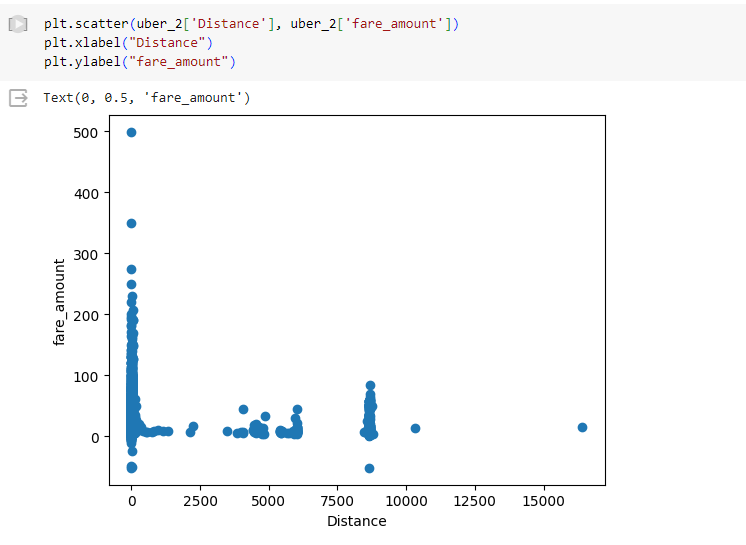 plt.scatter(uber_2['Distance'], uber_2['fare_amount'])
plt.xlabel("Distance")
plt.ylabel("fare_amount")
Text(0, 0.5, 'fare_amount')
500
400
300
200
100
0
fare_amount
0 2500 5000 7500 10000 12500 15000
Distance